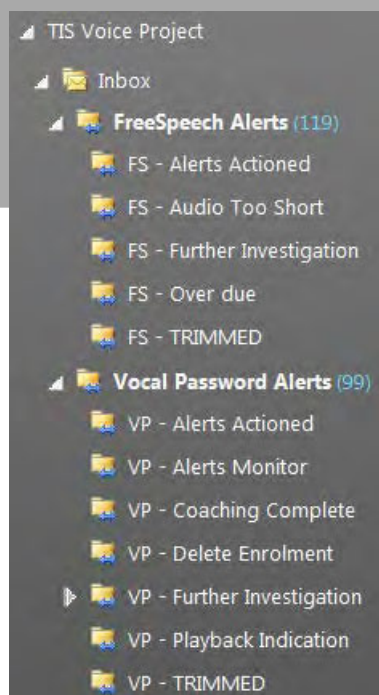 TIS Voice Project
Inbox
FreeSpeech Alerts (119)
FS - Alerts Actioned
FS - Audio Too Short
FS - Further Investigation
FS - Over due
FS - TRIMMED
Vocal Password Alerts (99)
VP - Alerts Actioned
VP - Alerts Monitor
VP - Coaching Complete
VP - Delete Enrolment
VP - Further Investigation
VP - Playback Indication
VP - TRIMMED